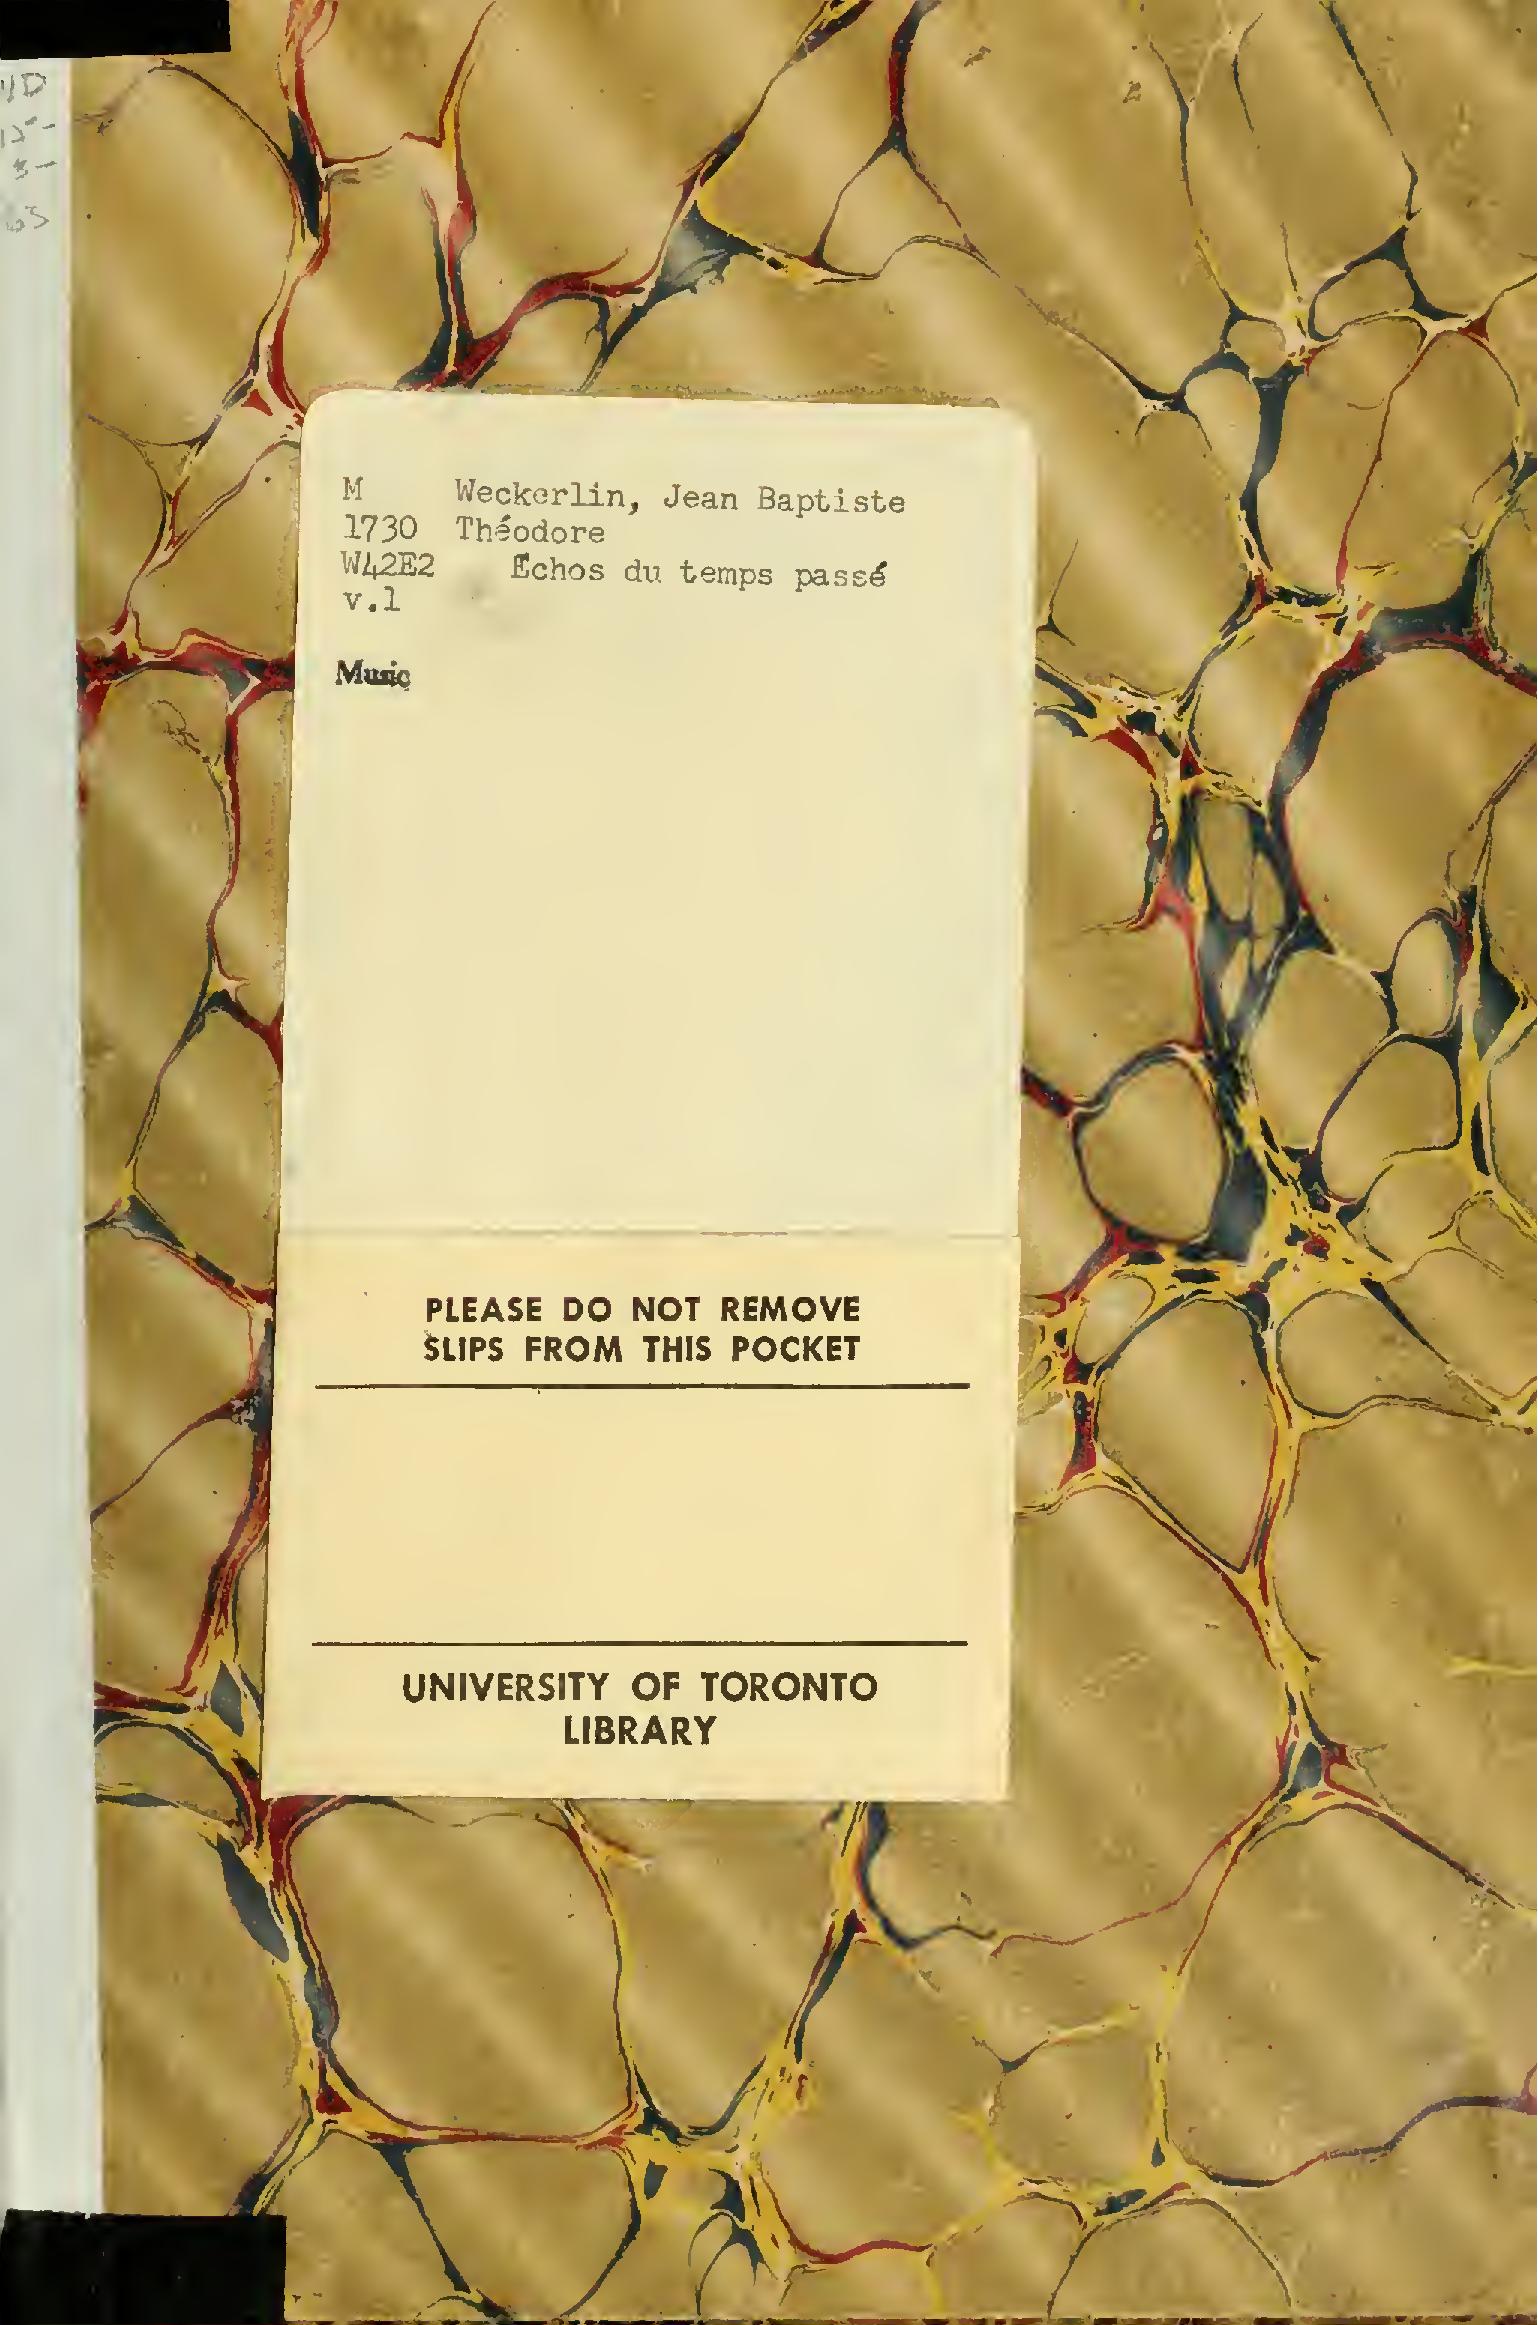 M Weckerlin, Jean Baptiste
1730 Théodore
W42E2 Échos du temps passé
v.1
Music
PLEASE DO NOT REMOVE
SLIPS FROM THIS POCKET
UNIVERSITY OF TORONTO
LIBRARY